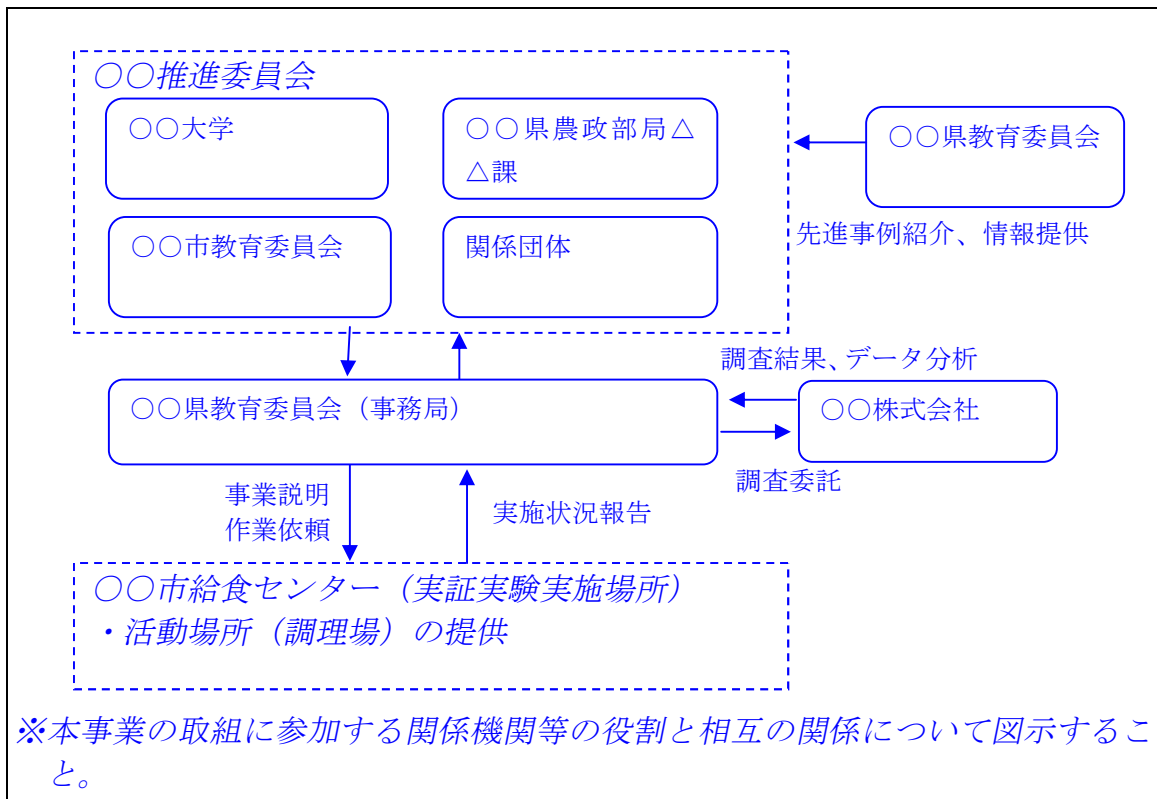 ○○推進委員会
○○大学
○○県農政部局△
△課
○○県教育委員会
○○市教育委員会
関係団体
先進事例紹介、情報提供
調査結果、データ分析
○○県教育委員会（事務局）
○○株式会社
調査委託
事業説明
作業依頼
実施状況報告
○○市給食センター（実証実験実施場所）
・活動場所（調理場）の提供
※本事業の取組に参加する関係機関等の役割と相互の関係について図示するこ
と。